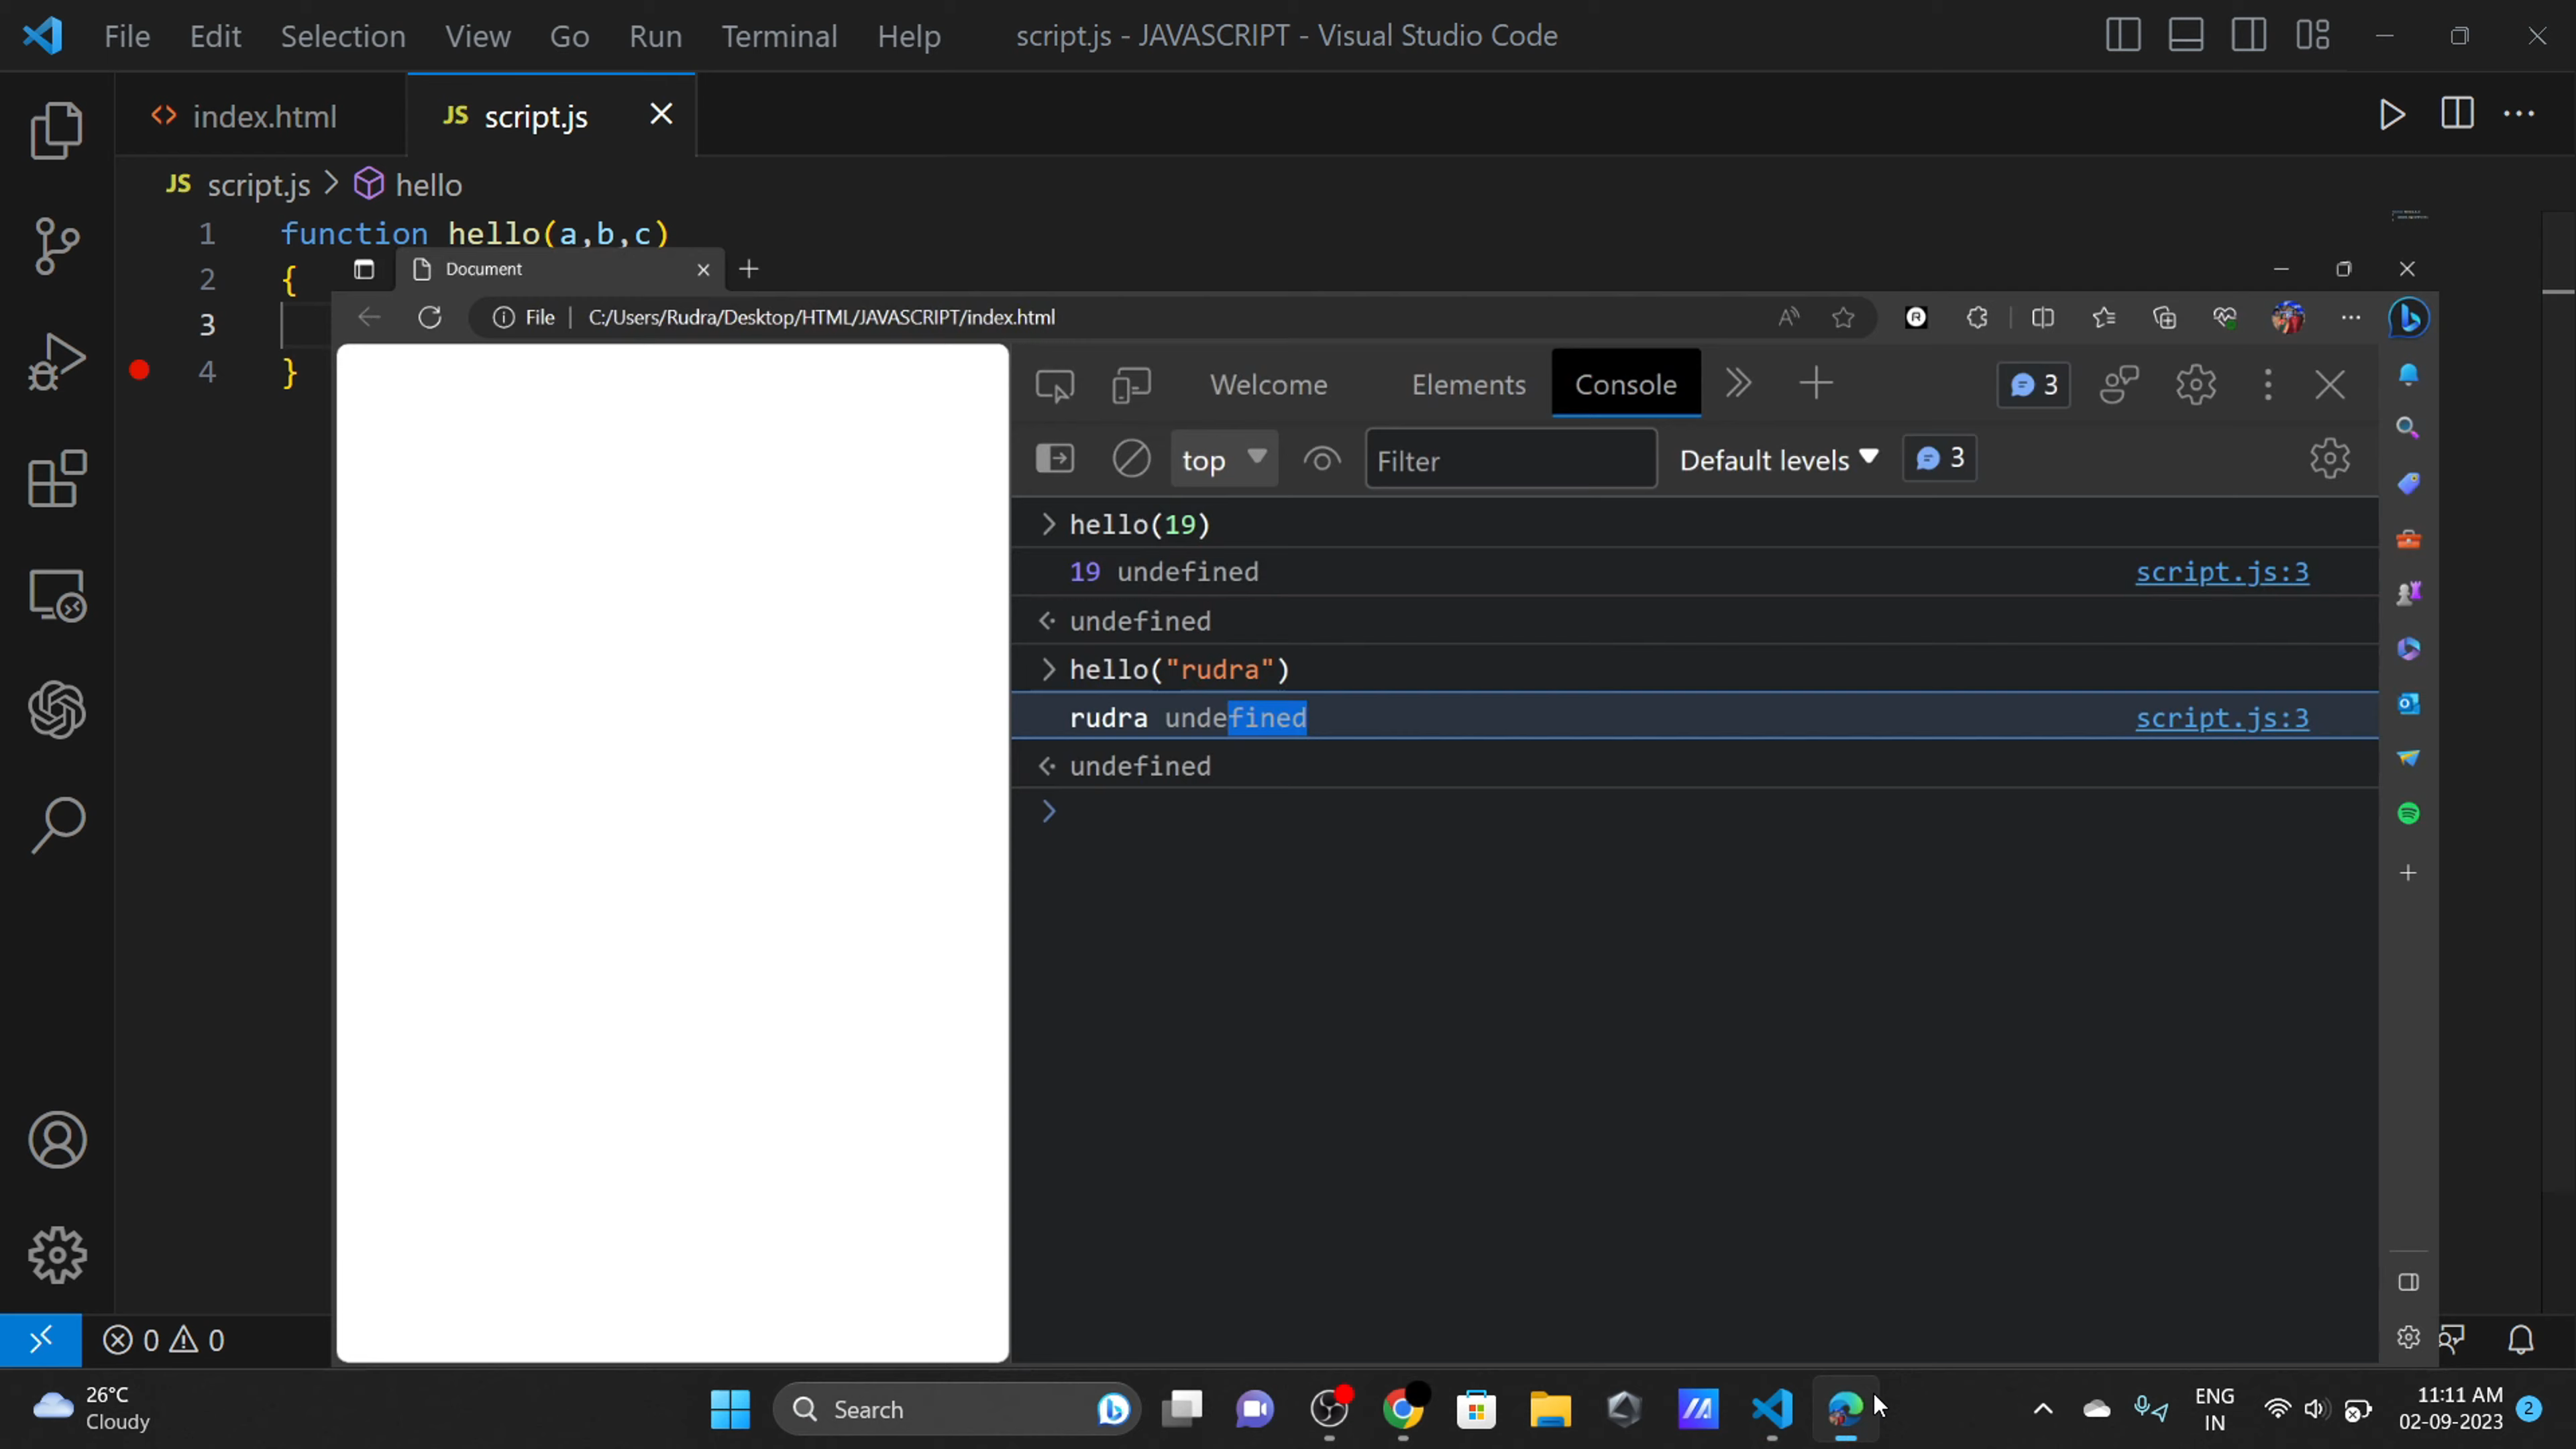 File Edit Selection View Go Run Terminal Help script.js - JAVASCRIPT - Visual Studio Code
index.html JS script.js
JS script.js > hello
1 function hello(a,b,c)
2 {
3
4 }
Document
File | C:/Users/Rudra/Desktop/HTML/JAVASCRIPT/index.html
Welcome Elements Console 3
top Filter Default levels 3
> hello(19)
19 undefined script.js:3
undefined
> hello("rudra")
rudra undefined script.js:3
undefined
>
0 0
26°C
Cloudy
Search
ENG
IN
11:11 AM
02-09-2023
2